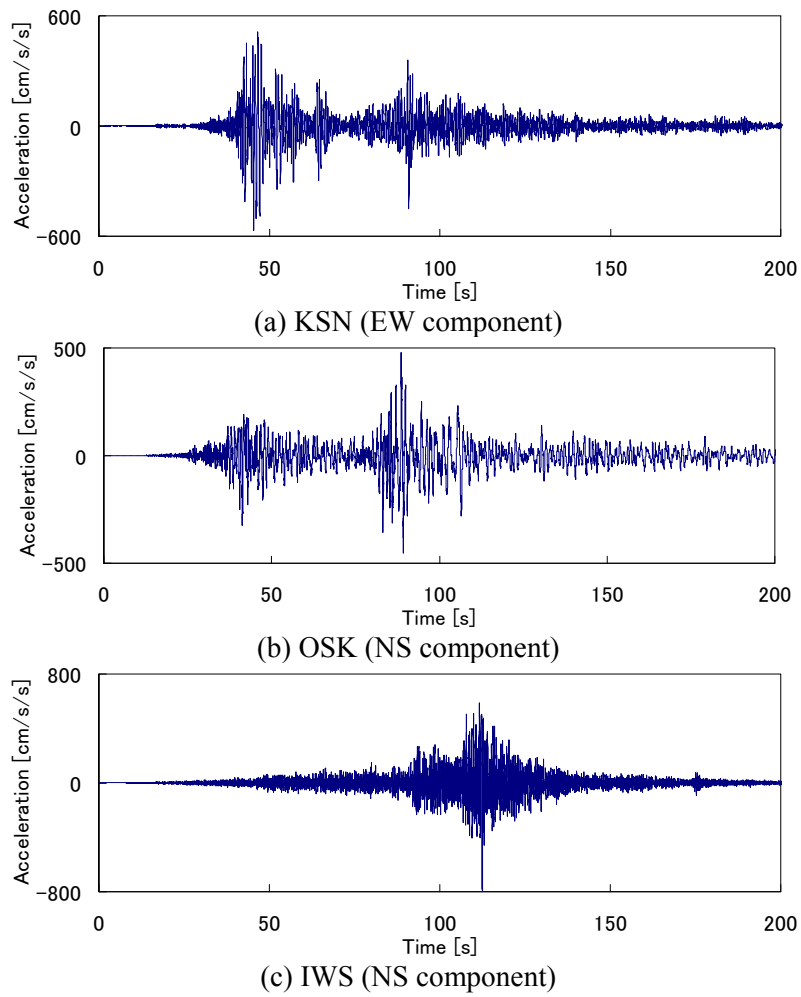 600
Acceleration [cm/s/s]
0
-600
0 50 100 150 200
Time [s]
(a) KSN (EW component)
500
Acceleration [cm/s/s]
0
-500
0 50 100 150 200
Time [s]
(b) OSK (NS component)
800
Acceleration [cm/s/s]
0
-800
0 50 100 150 200
Time [s]
(c) IWS (NS component)